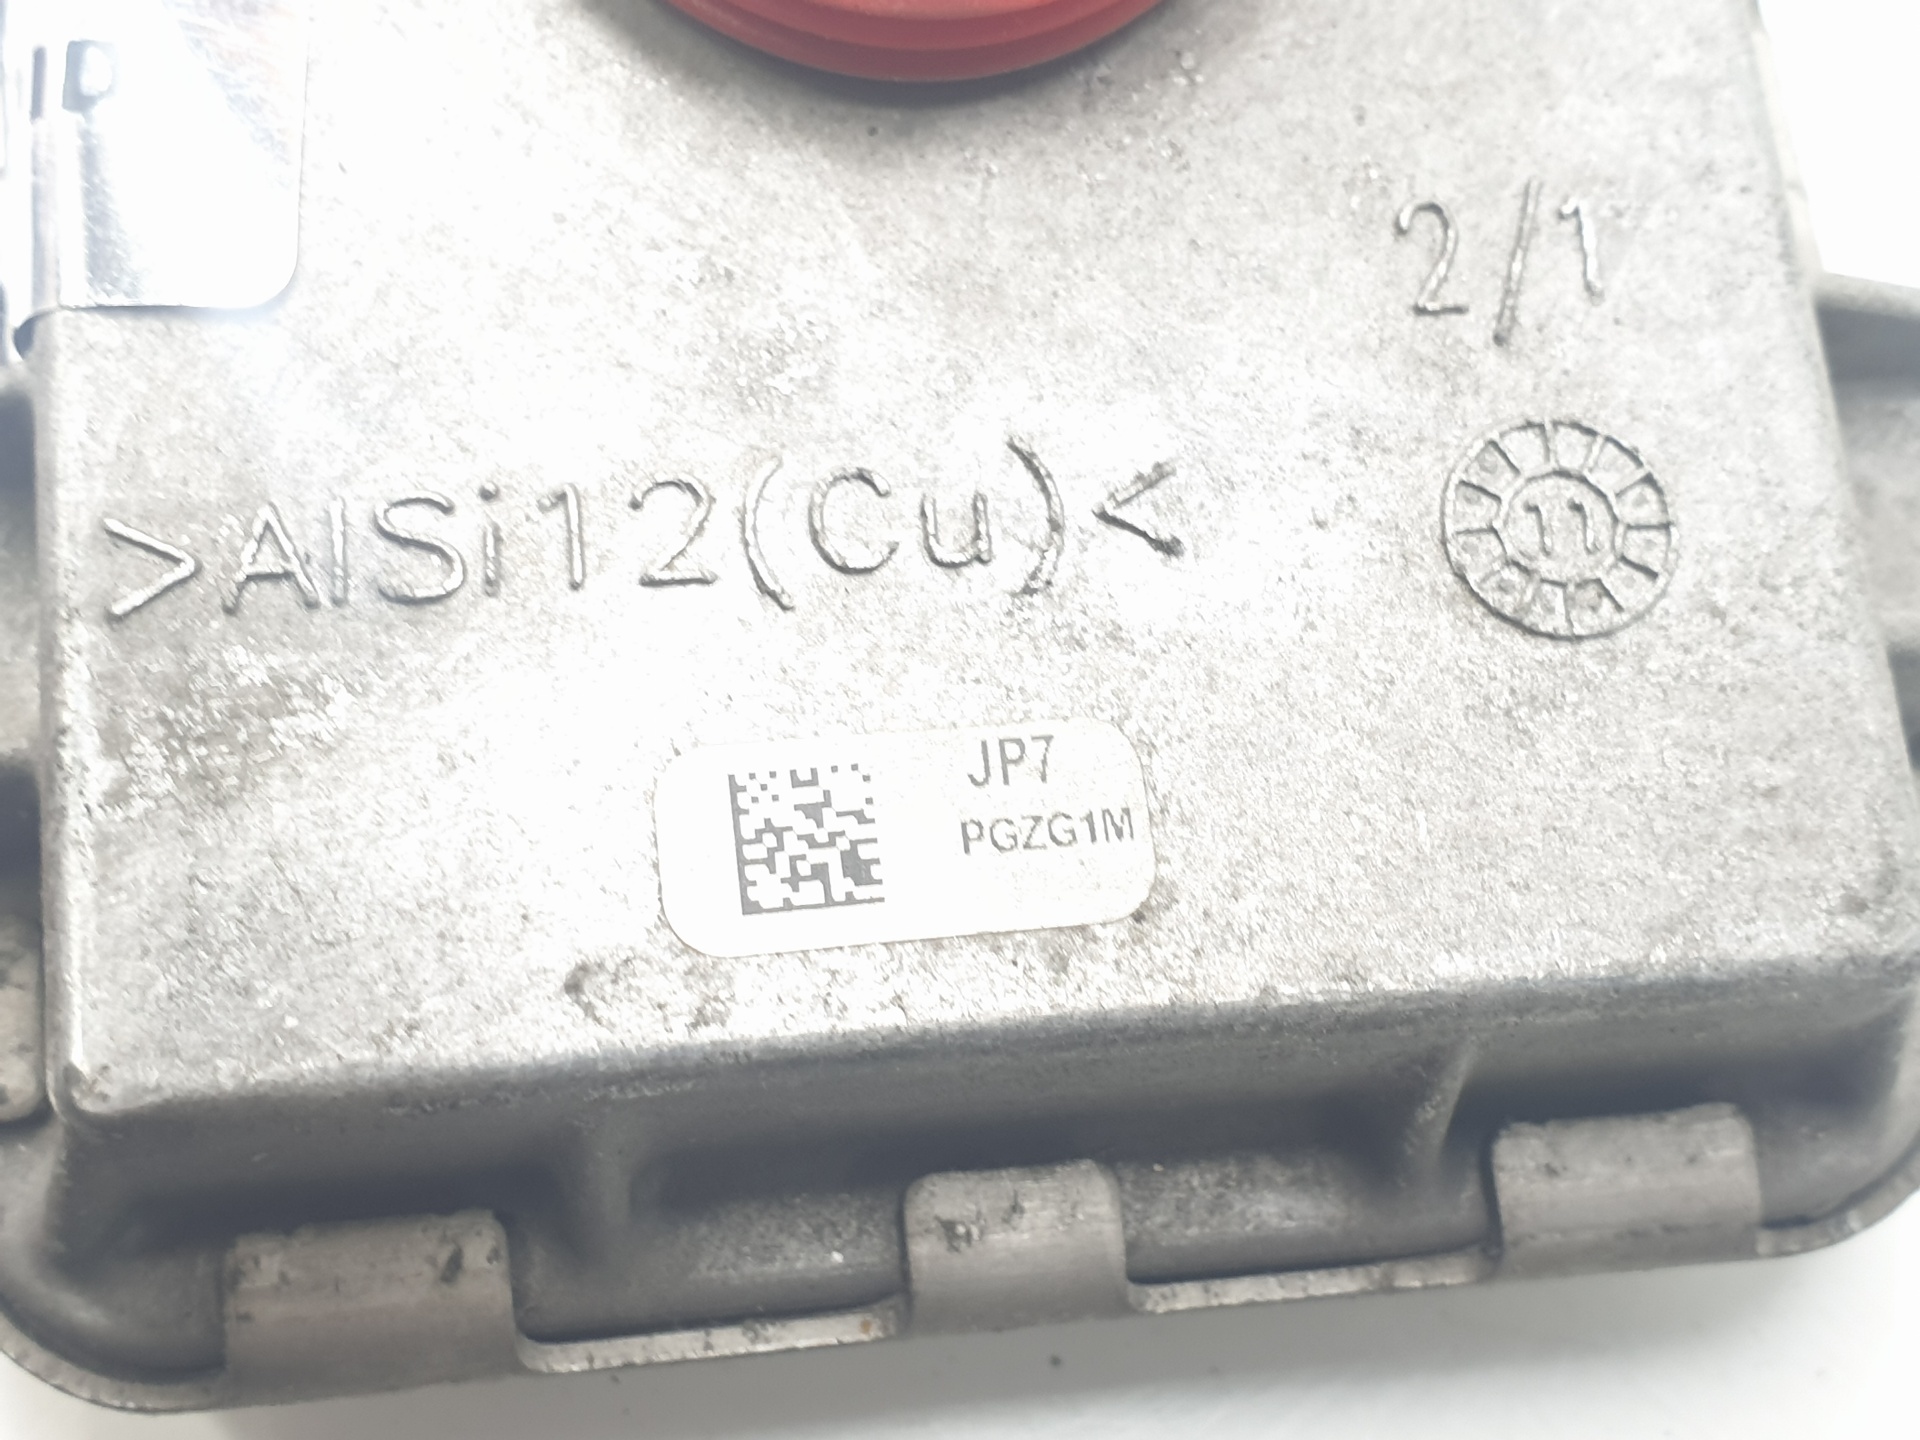 2/1
>AlSi12(Cu)<
11
JP7
PGZG1M